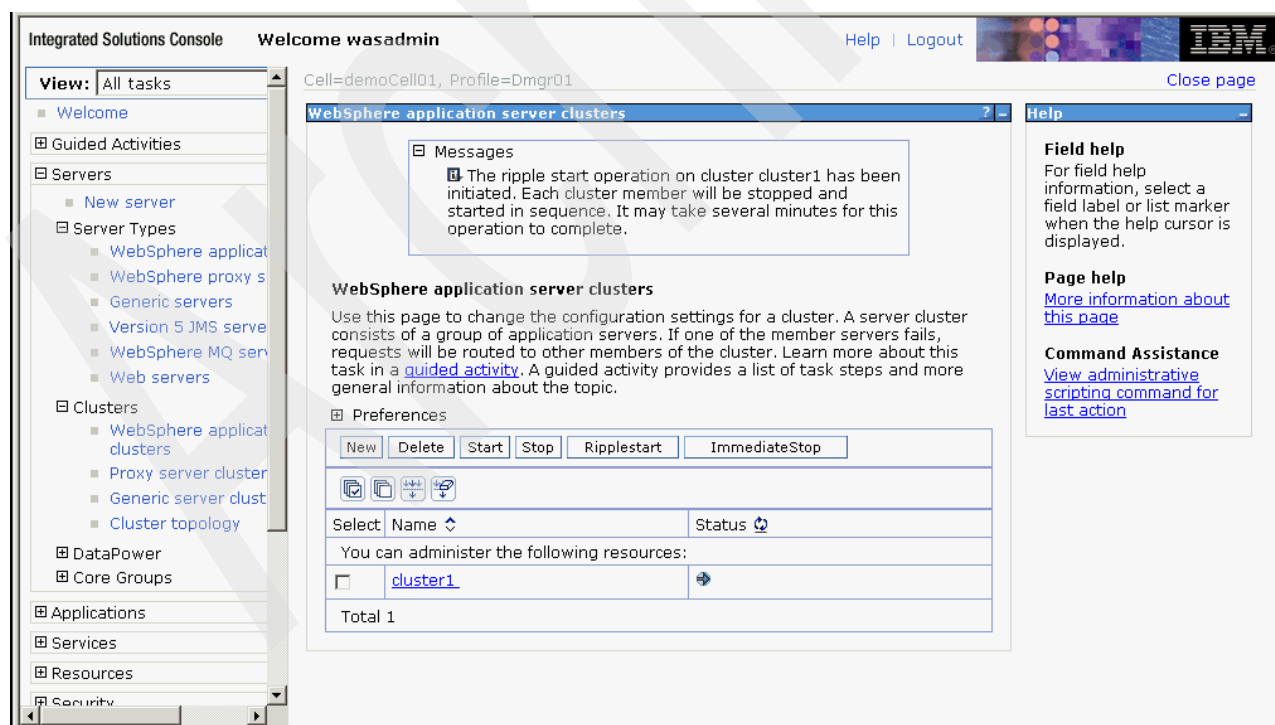 Integrated Solutions Console Welcome wasadmin Help | Logout IBM.
View: All tasks
Welcome
Guided Activities
Servers
New server
Server Types
WebSphere applicat
WebSphere proxy s
Generic servers
Version 5 JMS serve
WebSphere MQ serv
Web servers
Clusters
WebSphere applicat
clusters
Proxy server cluster
Generic server clust
Cluster topology
DataPower
Core Groups
Applications
Services
Resources
Security
Cell=demoCell01, Profile=Dmgr01
Close page
WebSphere application server clusters ? -
Messages
The ripple start operation on cluster cluster1 has been
initiated. Each cluster member will be stopped and
started in sequence. It may take several minutes for this
operation to complete.
WebSphere application server clusters
Use this page to change the configuration settings for a cluster. A server cluster
consists of a group of application servers. If one of the member servers fails,
requests will be routed to other members of the cluster. Learn more about this
task in a guided activity. A guided activity provides a list of task steps and more
general information about the topic.
Preferences
New Delete Start Stop Ripplestart ImmediateStop
Select Name Status
You can administer the following resources:
cluster1
Total 1
Help -
Field help
For field help
information, select a
field label or list marker
when the help cursor is
displayed.
Page help
More information about
this page
Command Assistance
View administrative
scripting command for
last action